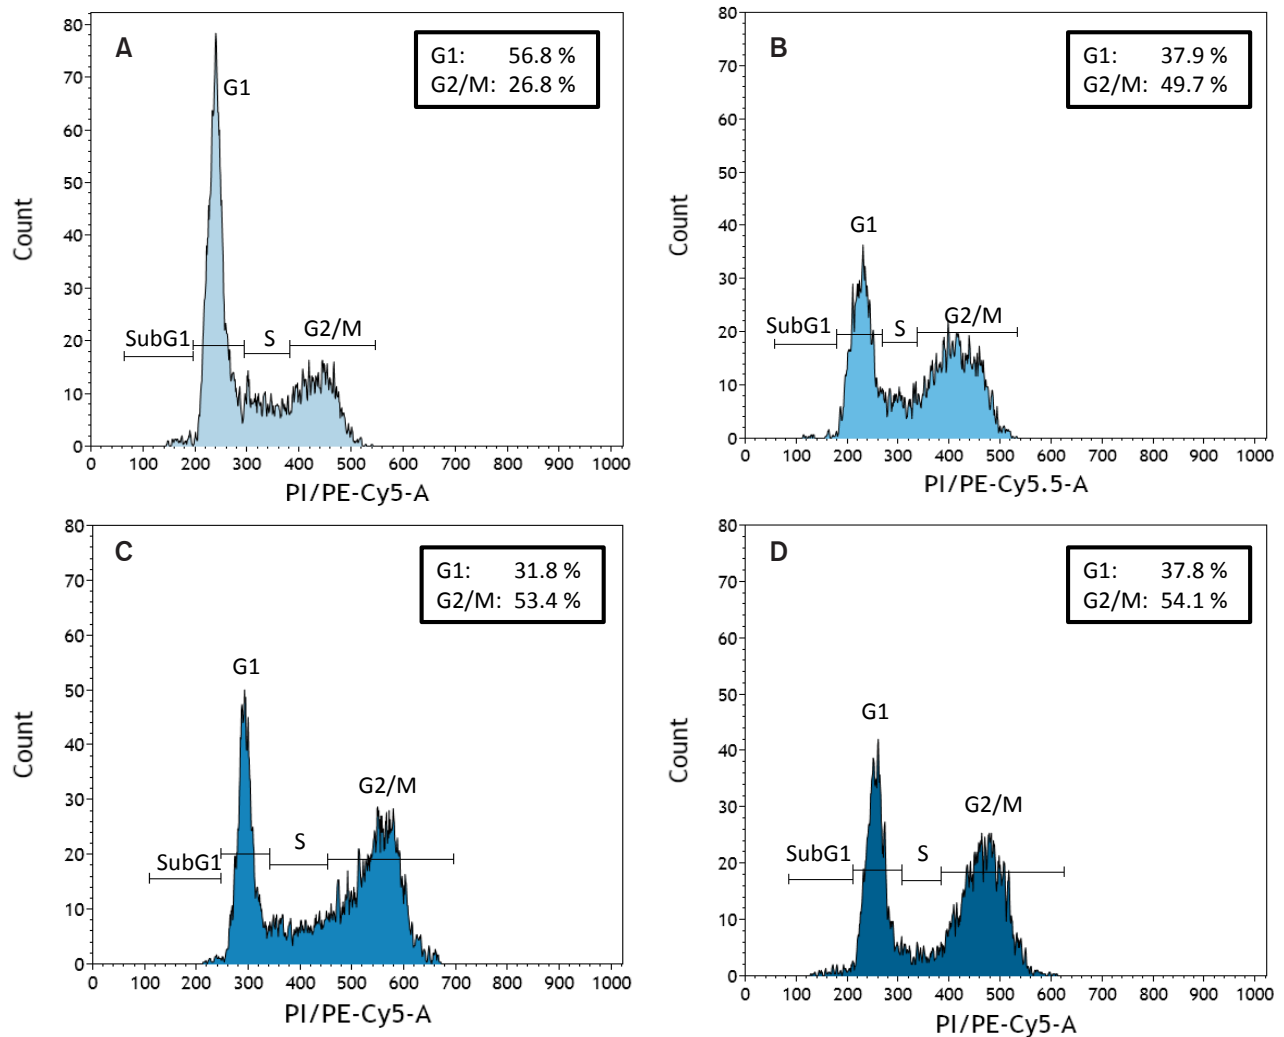 A
G1: 56.8 %
G2/M: 26.8 %
G1
SubG1
S
G2/M
80
70
60
50
40
30
20
10
0
Count
0 100 200 300 400 500 600 700 800 900 1000
PI/PE-Cy5-A
B
G1: 37.9 %
G2/M: 49.7 %
G1
SubG1
S
G2/M
80
70
60
50
40
30
20
10
0
Count
0 100 200 300 400 500 600 700 800 900 1000
PI/PE-Cy5.5-A
C
G1: 31.8 %
G2/M: 53.4 %
G1
SubG1
S
G2/M
80
70
60
50
40
30
20
10
0
Count
0 100 200 300 400 500 600 700 800 900 1000
PI/PE-Cy5-A
D
G1: 37.8 %
G2/M: 54.1 %
G1
SubG1
S
G2/M
80
70
60
50
40
30
20
10
0
Count
0 100 200 300 400 500 600 700 800 900 1000
PI/PE-Cy5-A